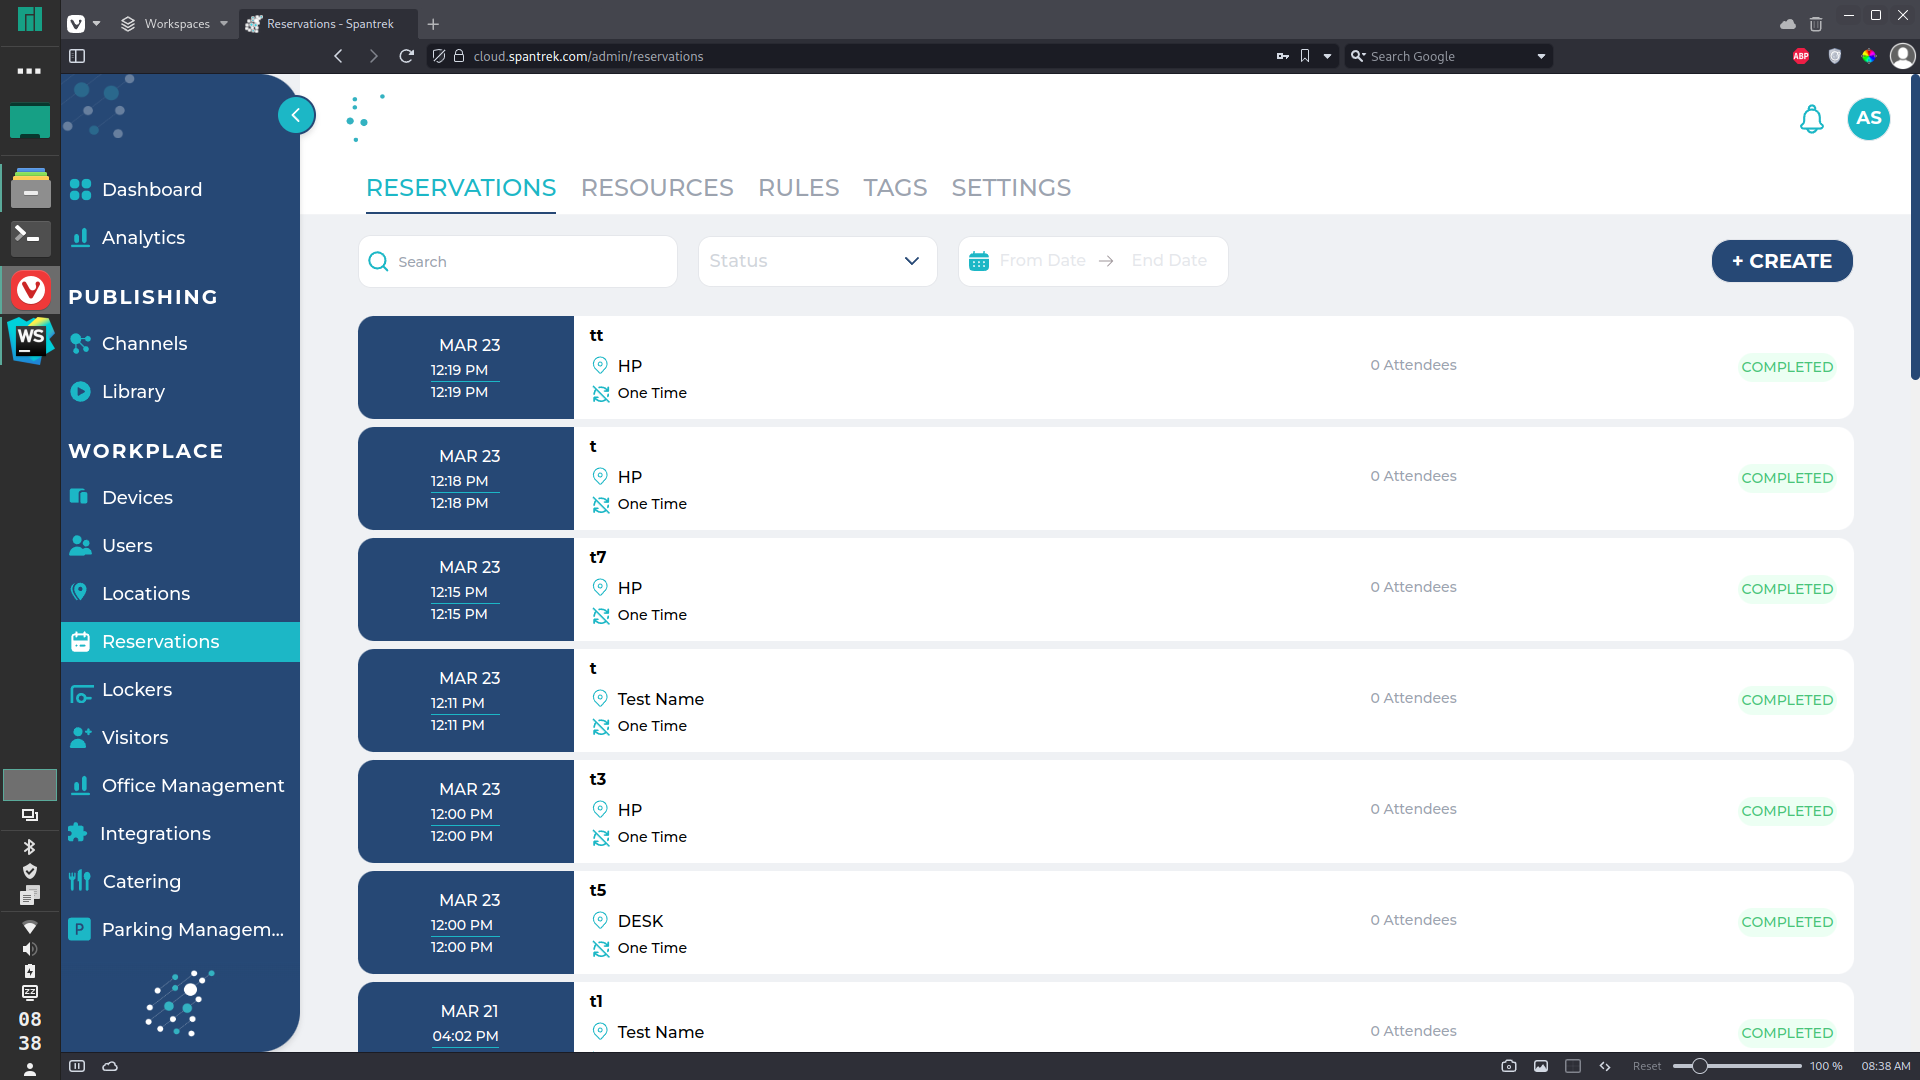 Workspaces
Reservations - Spantrek
cloud.spantrek.com/admin/reservations
Search Google
ABP
AS
Dashboard
Analytics
PUBLISHING
Channels
Library
WORKPLACE
Devices
Users
Locations
Reservations
Lockers
Visitors
Office Management
Integrations
Catering
P
Parking Managem...
WS
08
38
RESERVATIONS RESOURCES RULES TAGS SETTINGS
Search
Status
From Date
End Date
+ CREATE
MAR 23
12:19 PM
12:19 PM
tt
HP
One Time
0 Attendees
COMPLETED
MAR 23
12:18 PM
12:18 PM
t
HP
One Time
0 Attendees
COMPLETED
MAR 23
12:15 PM
12:15 PM
t7
HP
One Time
0 Attendees
COMPLETED
MAR 23
12:11 PM
12:11 PM
t
Test Name
One Time
0 Attendees
COMPLETED
MAR 23
12:00 PM
12:00 PM
t3
HP
One Time
0 Attendees
COMPLETED
MAR 23
12:00 PM
12:00 PM
t5
DESK
One Time
0 Attendees
COMPLETED
MAR 21
04:02 PM
t1
Test Name
0 Attendees
COMPLETED
Reset
100 %
08:38 AM